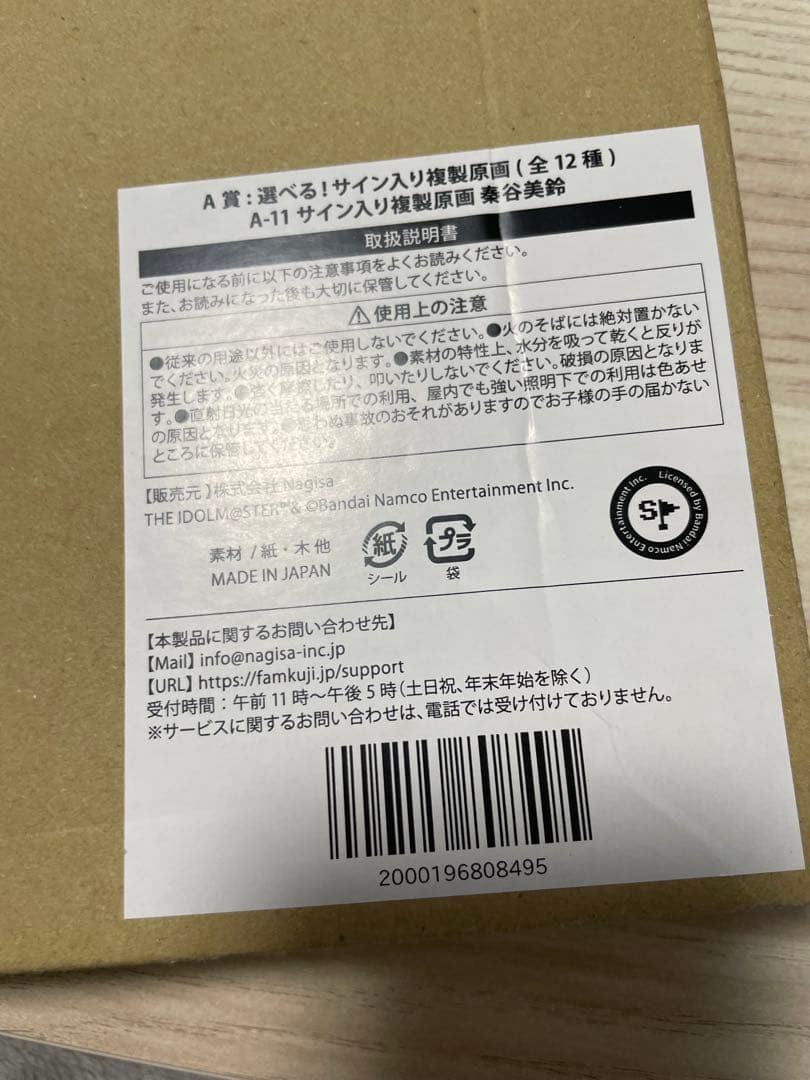 A 賞 : 選べる! サイン入り複製原画 ( 全 12 種 )
A-11 サイン入り複製原画 秦谷美鈴
取扱説明書
ご使用になる前に以下の注意事項をよくお読みください。
また、お読みになった後も大切に保管してください。
⚠使用上の注意
●従来の用途以外にはご使用しないでください。●火のそばには絶対置かない
でください。火災の原因となります。●素材の特性上、水分を吸って乾くと反りが
発生します。●強く摩擦したり、叩いたりしないでください。破損の原因となりま
す。●直射日光の当たる場所での利用、屋内でも強い照明下での利用は色あせ
の原因となります。●思わぬ事故のおそれがありますのでお子様の手の届かない
ところに保管してください。
【販売元】株式会社 Nagisa
THE IDOLM@STER™& ©Bandai Namco Entertainment Inc.
素材 / 紙・木 他
MADE IN JAPAN
紙
シール
プラ
袋
Licensed by Bandai Namco Entertainment Inc.
SP
【本製品に関するお問い合わせ先】
【Mail】info@nagisa-inc.jp
【URL】https://famkuji.jp/support
受付時間：午前 11 時～午後 5 時（土日祝、年末年始を除く）
※サービスに関するお問い合わせは、電話では受け付けておりません。
2000196808495